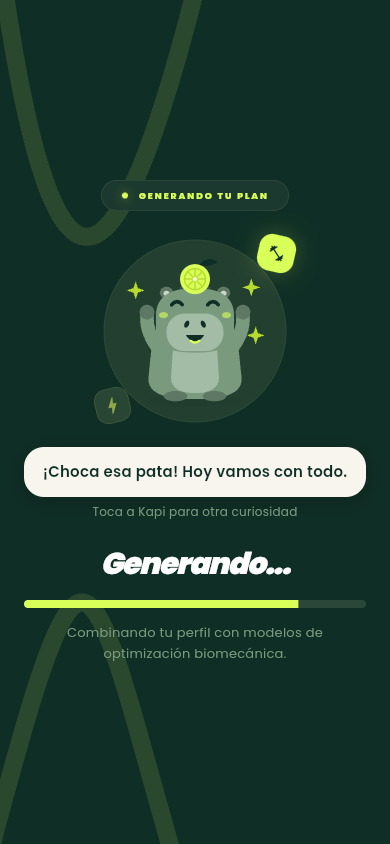 GENERANDO TU PLAN
¡Choca esa pata! Hoy vamos con todo.
Toca a Kapi para otra curiosidad
Generando...
Combinando tu perfil con modelos de
optimización biomecánica.